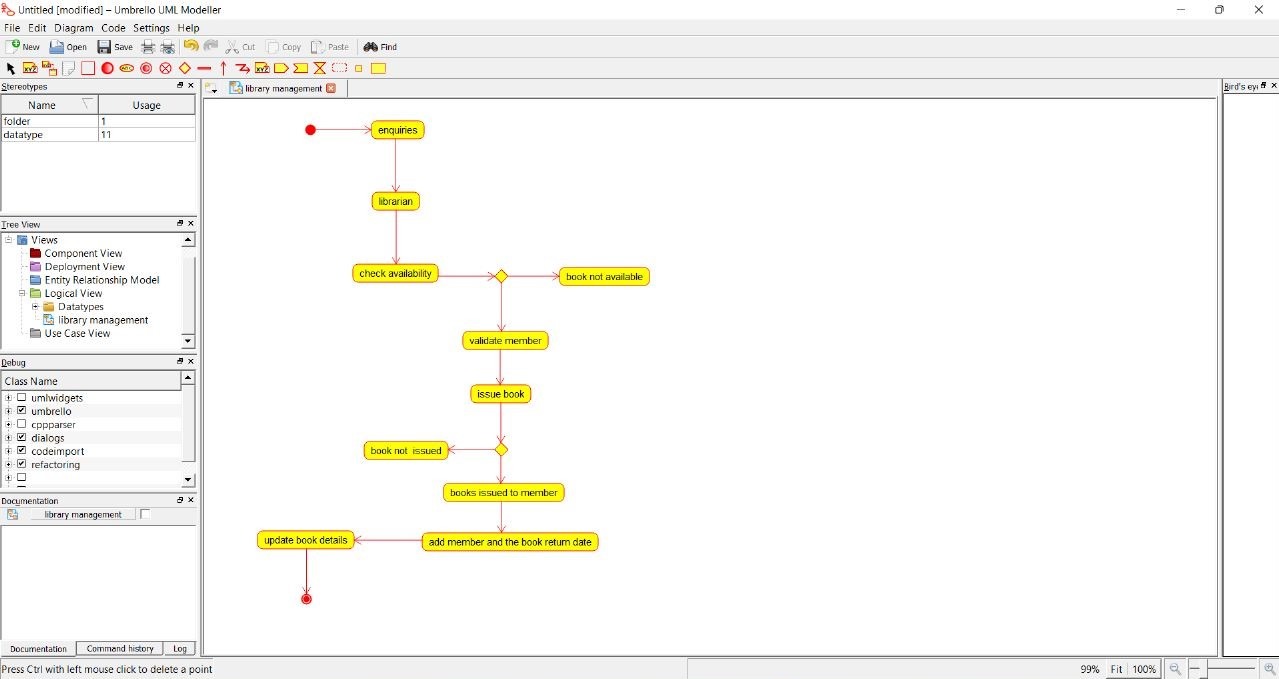 Untitled [modified] – Umbrello UML Modeller
File Edit Diagram Code Settings Help
New Open Save Cut Copy Paste Find
Stereotypes
Name Usage
folder 1
datatype 11
Tree View
Views
Component View
Deployment View
Entity Relationship Model
Logical View
Datatypes
library management
Use Case View
Debug
Class Name
umlwidgets
umbrello
cppparser
dialogs
codeimport
refactoring
Documentation
library management
Documentation Command history Log
library management
enquiries
librarian
check availability
book not available
validate member
issue book
book not issued
books issued to member
update book details
add member and the book return date
Bird's eye
Press Ctrl with left mouse click to delete a point
99% Fit 100%